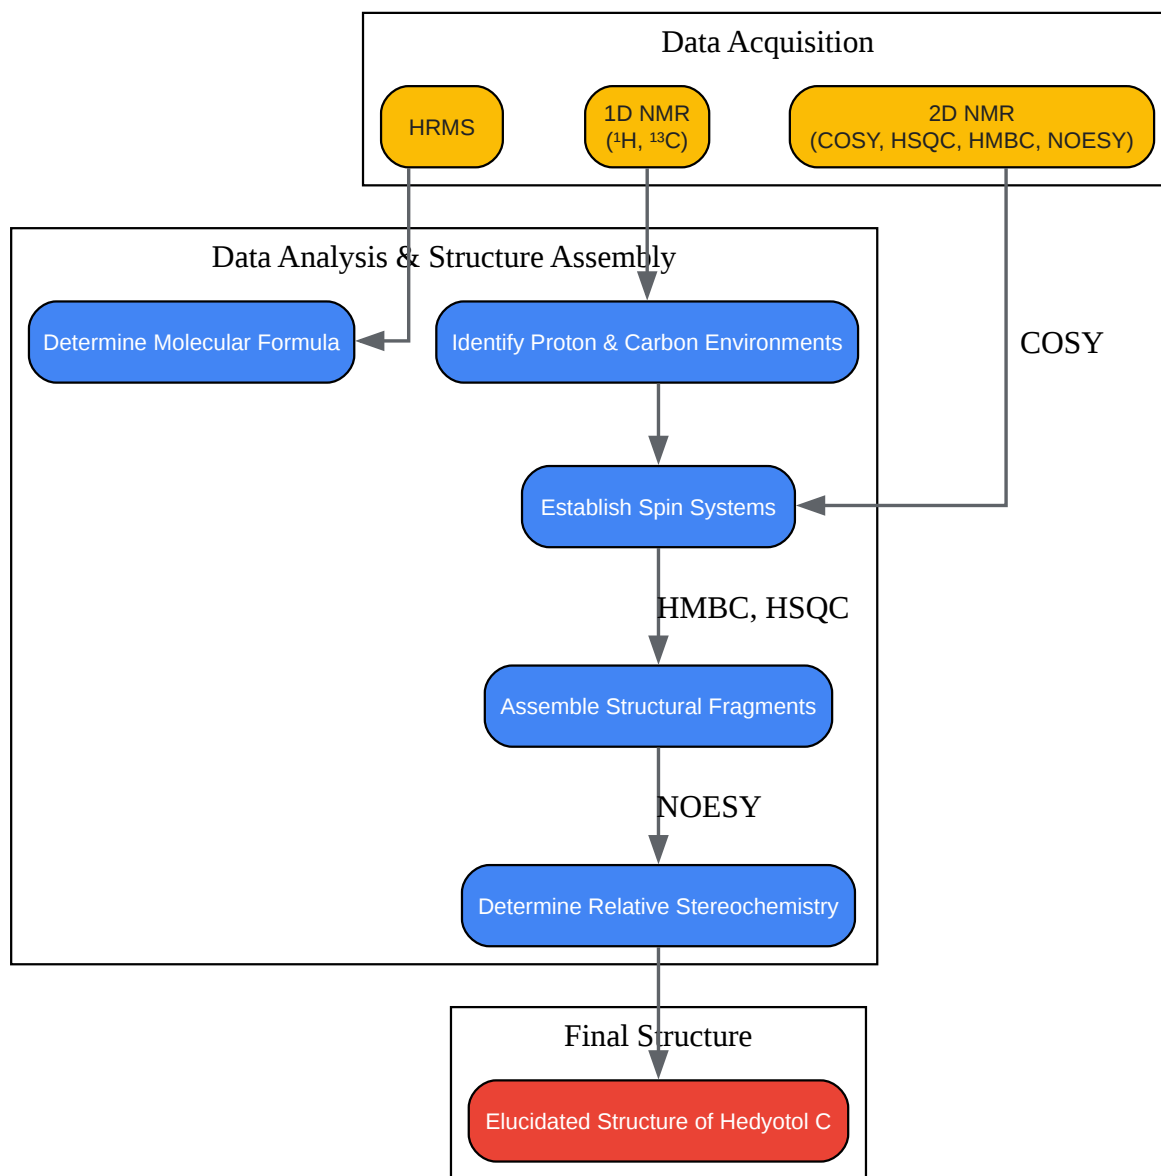 Data Acquisition
HRMS
1D NMR
(¹H, ¹³C)
2D NMR
(COSY, HSQC, HMBC, NOESY)
Data Analysis & Structure Assembly
Determine Molecular Formula
Identify Proton & Carbon Environments
COSY
Establish Spin Systems
HMBC, HSQC
Assemble Structural Fragments
NOESY
Determine Relative Stereochemistry
Final Structure
Elucidated Structure of Hedyotol C